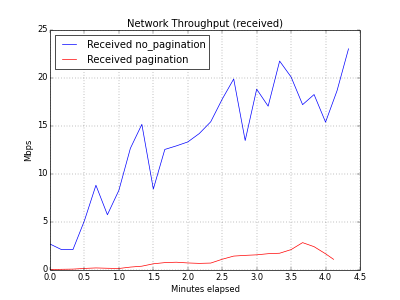 Network Throughput (received)
25
20
15
10
5
0
Mbps
Received no_pagination
Received pagination
0.0 0.5 1.0 1.5 2.0 2.5 3.0 3.5 4.0 4.5
Minutes elapsed